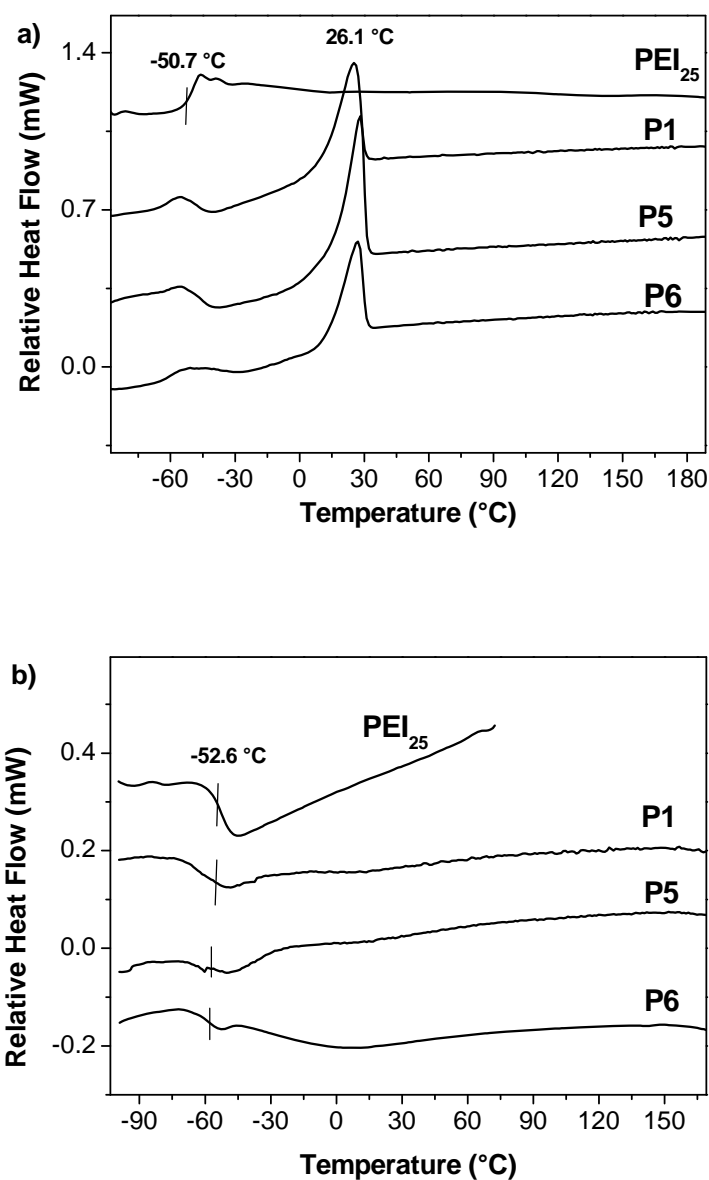 a)
-50.7 °C
26.1 °C
PEI25
P1
P5
P6
1.4
0.7
0.0
Relative Heat Flow (mW)
-60 -30 0 30 60 90 120 150 180
Temperature (°C)
b)
-52.6 °C
PEI25
P1
P5
P6
0.4
0.2
0.0
-0.2
Relative Heat Flow (mW)
-90 -60 -30 0 30 60 90 120 150
Temperature (°C)